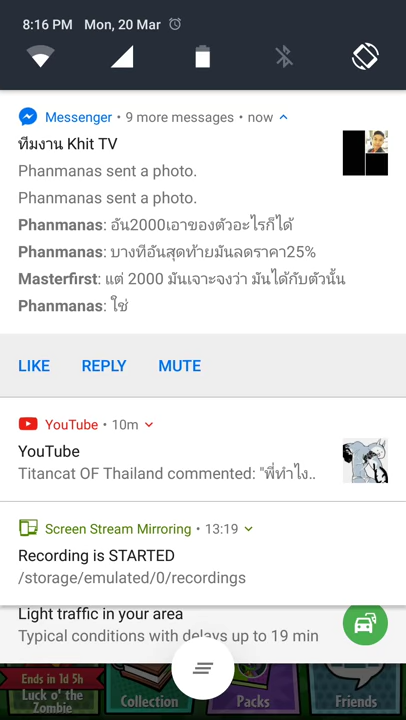 8:16 PM Mon, 20 Mar
Messenger • 9 more messages • now
ทีมงาน Khit TV
Phanmanas sent a photo.
Phanmanas sent a photo.
Phanmanas: อัน2000เอาของตัวอะไรก็ได้
Phanmanas: บางทีอันสุดท้ายมันลดราคา25%
Masterfirst: แต่ 2000 มันเจาะจงว่า มันได้กับตัวนั้น
Phanmanas: ใช่
LIKE REPLY MUTE
YouTube • 10m
YouTube
Titancat OF Thailand commented: "พี่ทำไง..
Screen Stream Mirroring • 13:19
Recording is STARTED
/storage/emulated/0/recordings
Light traffic in your area
Typical conditions with delays up to 19 min
Ends in 1d 5h
Luck o' the
Zombie
Collection
Packs
Friends